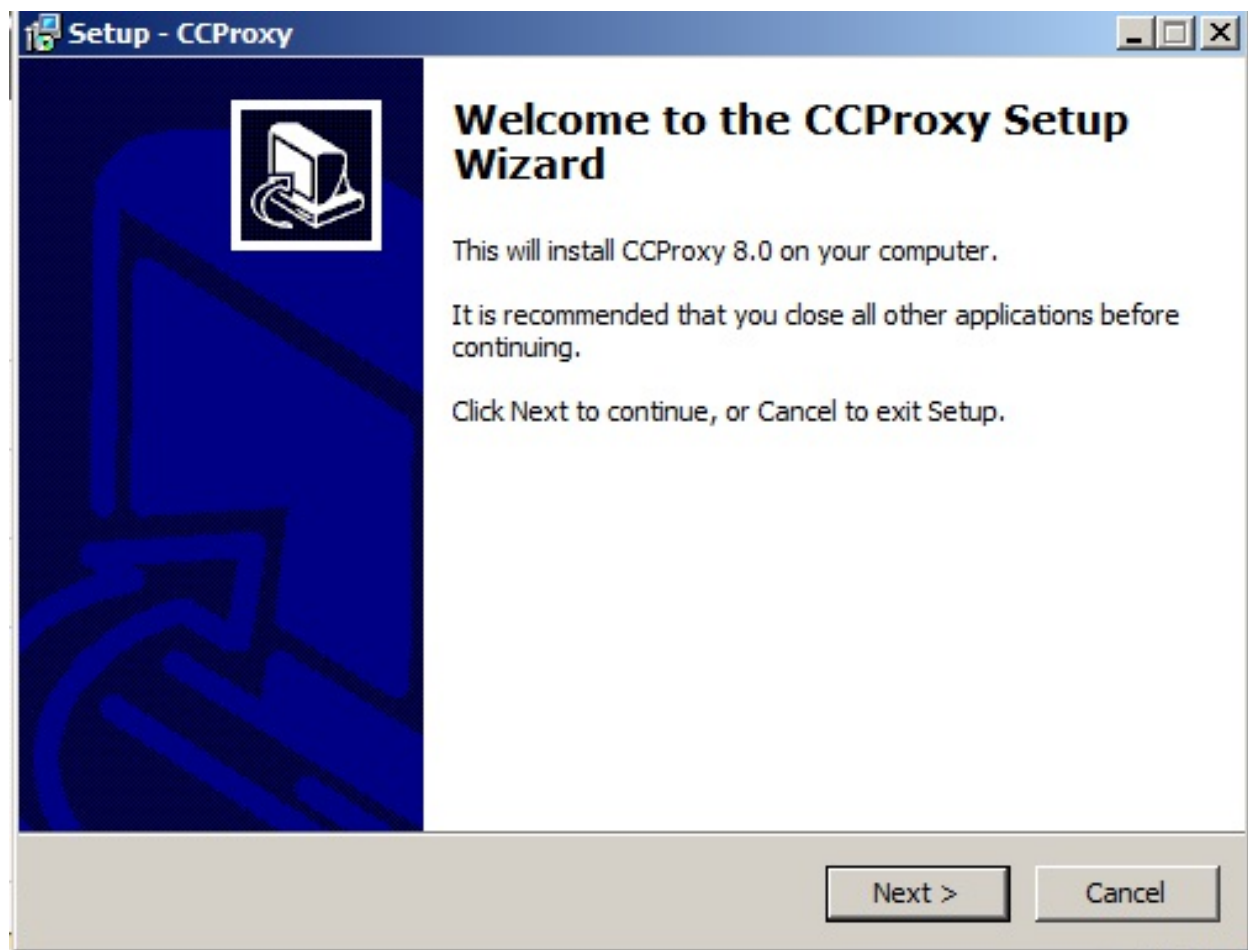 Setup - CCProxy
Welcome to the CCProxy Setup
Wizard
This will install CCProxy 8.0 on your computer.
It is recommended that you close all other applications before
continuing.
Click Next to continue, or Cancel to exit Setup.
Next >
Cancel